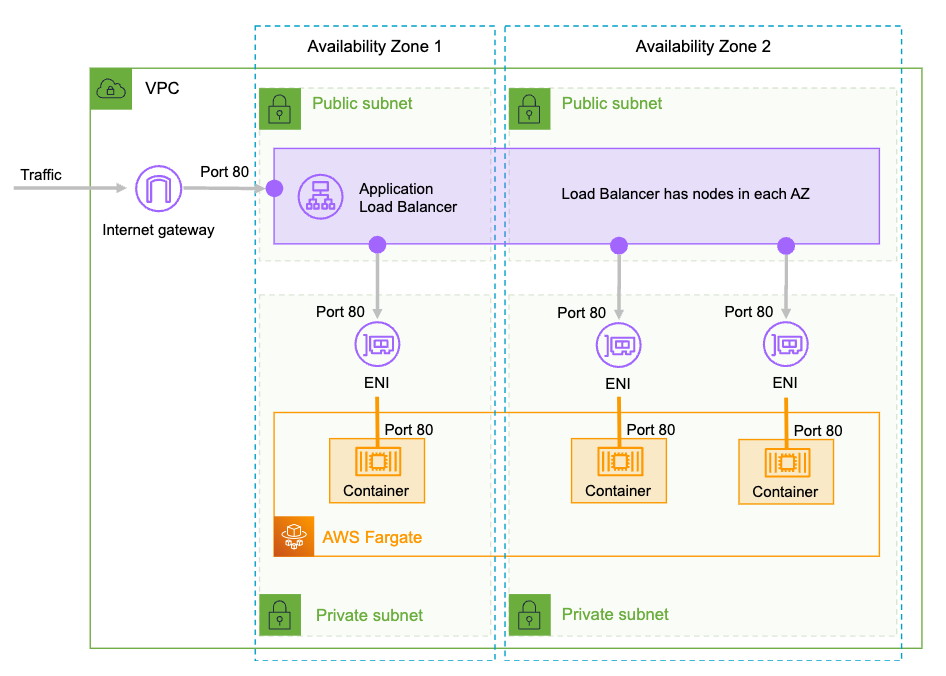 Availability Zone 1
Availability Zone 2
VPC
Public subnet
Public subnet
Traffic
Port 80
Internet gateway
Application
Load Balancer
Load Balancer has nodes in each AZ
Port 80
Port 80
Port 80
ENI
ENI
ENI
Port 80
Port 80
Port 80
Container
Container
Container
AWS Fargate
Private subnet
Private subnet